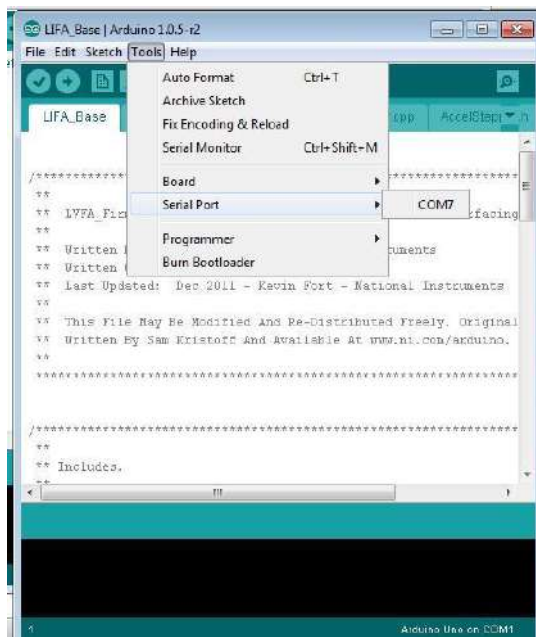 LIFA_Base | Arduino 1.0.5-r2
File Edit Sketch Tools Help
Auto Format Ctrl+T
Archive Sketch
Fix Encoding & Reload
Serial Monitor Ctrl+Shift+M
Board
Serial Port
COM7
Programmer
Burn Bootloader
LIFA_Base
.cpp
/***************
**
** LVFA_Fir
facing
**
** Written
uments
** Written
** Last Updated: Dec 2011 - Kevin Fort - National Instruments
**
** This File May Be Modified And Re-Distributed Freely. Original
** Written By Sam Kristoff And Available At www.ni.com/arduino.
**
**
** Includes.
**
Arduino Uno on COM1